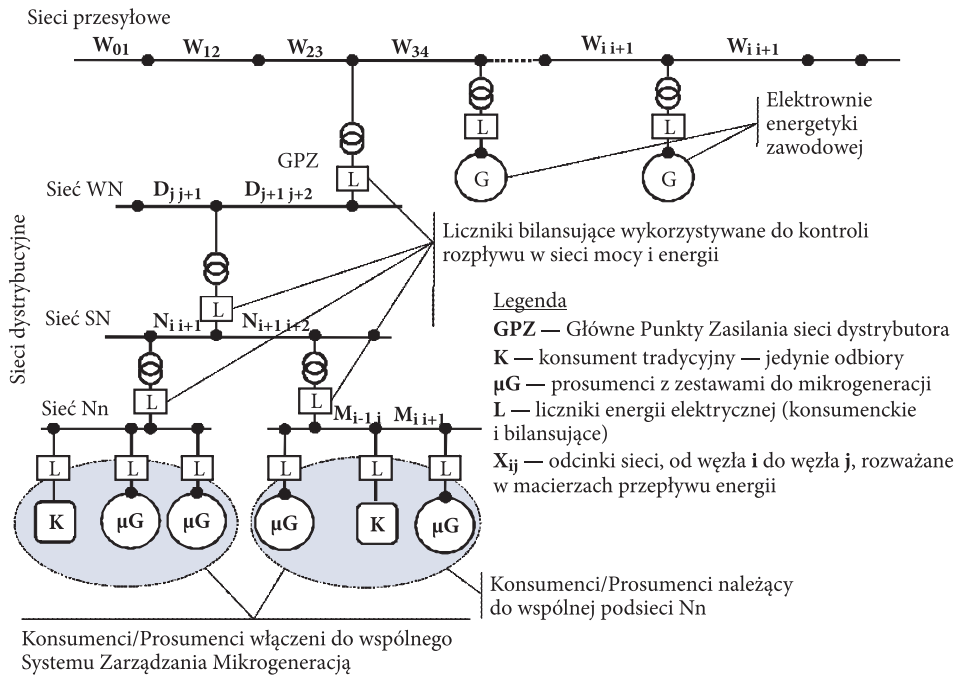 Sieci przesyłowe
W01 W12 W23 W34 Wi i+1 Wi i+1
Elektrownie
energetyki
zawodowej
L L
G G
GPZ
L
Sieć WN Dj j+1 Dj+1 j+2
Liczniki bilansujące wykorzystywane do kontroli
rozpływu w sieci mocy i energii
Sieci dystrybucyjne
L
Sieć SN Ni i+1 Ni+1 i+2
L L
Sieć Nn Mi-1 i Mi i+1
L L L L L L
K μG μG μG K μG
Legenda
GPZ — Główne Punkty Zasilania sieci dystrybutora
K — konsument tradycyjny — jedynie odbiory
μG — prosumenci z zestawami do mikrogeneracji
L — liczniki energii elektrycznej (konsumenckie
i bilansujące)
Xij — odcinki sieci, od węzła i do węzła j, rozważane
w macierzach przepływu energii
Konsumenci/Prosumenci należący
do wspólnej podsieci Nn
Konsumenci/Prosumenci włączeni do wspólnego
Systemu Zarządzania Mikrogeneracją